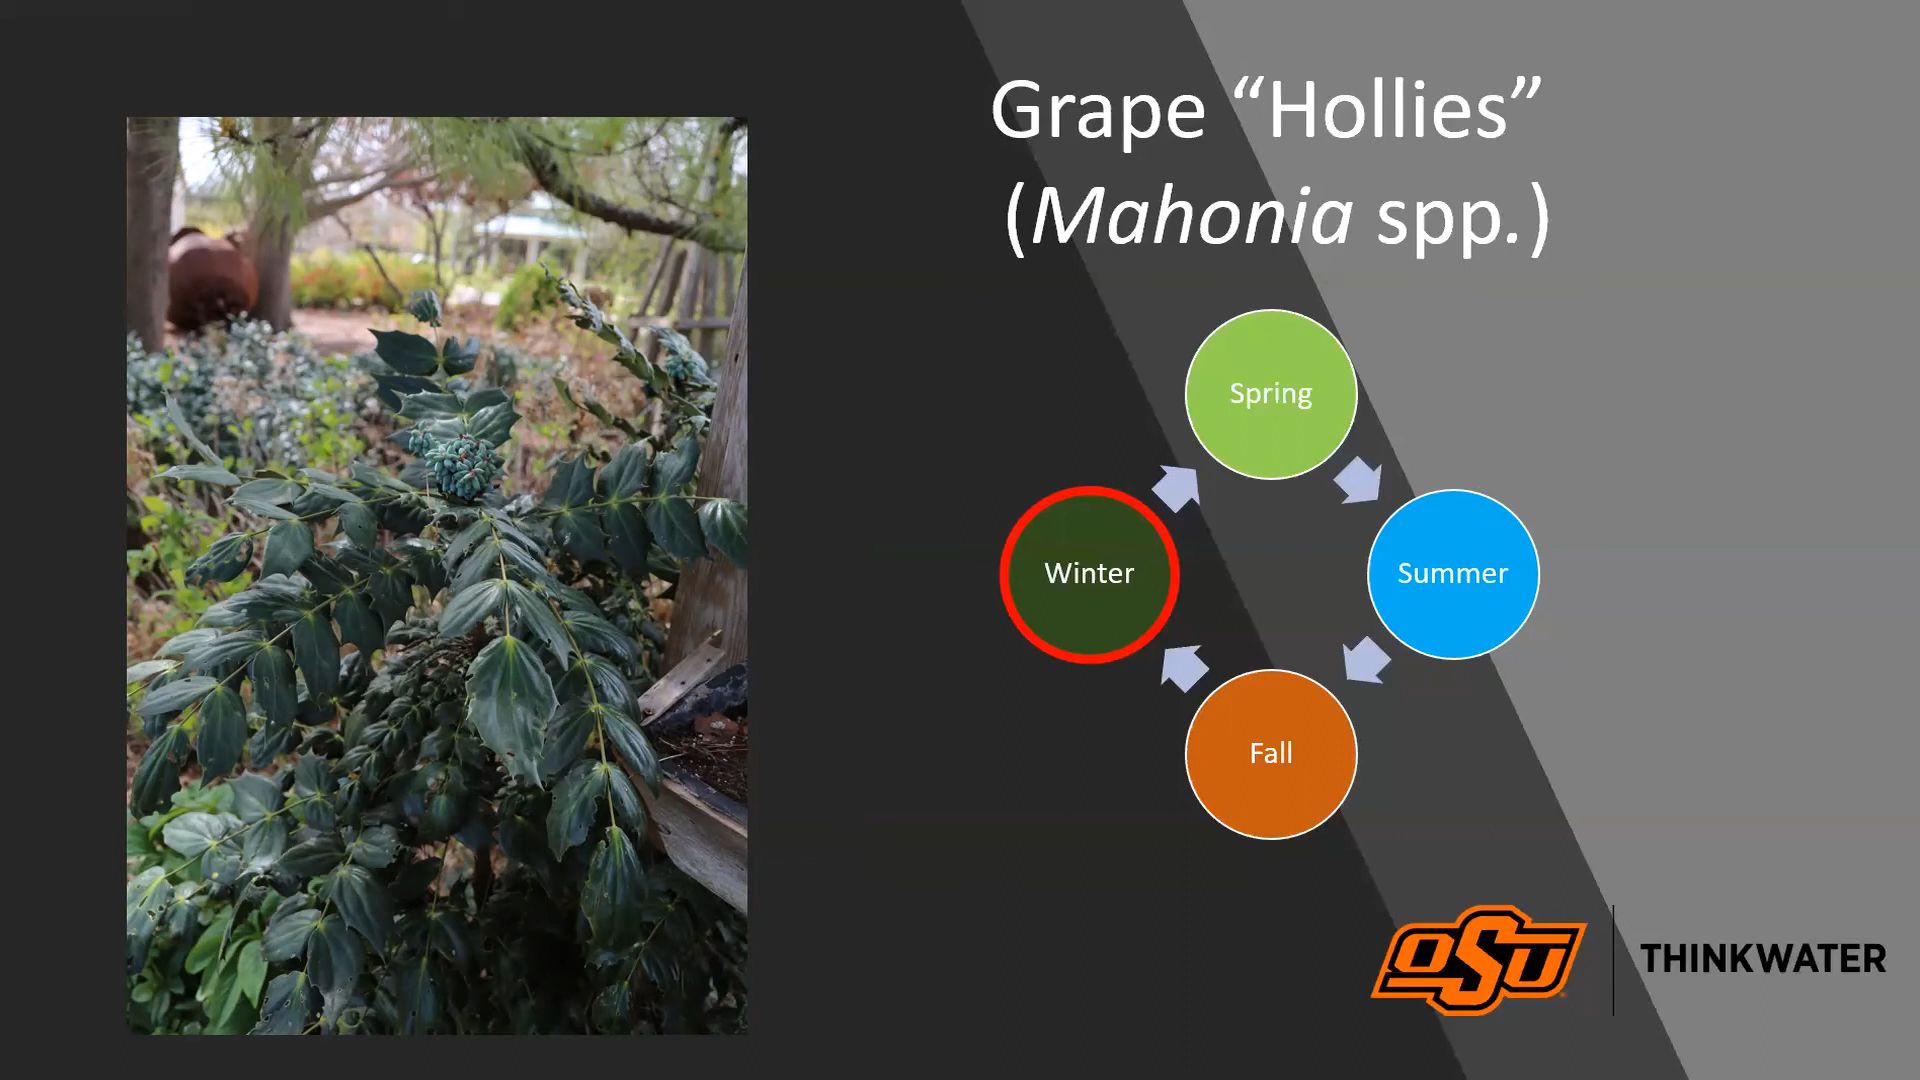 Grape “Hollies”
(Mahonia spp.)
Spring
Winter
Summer
Fall
OSU
THINKWATER